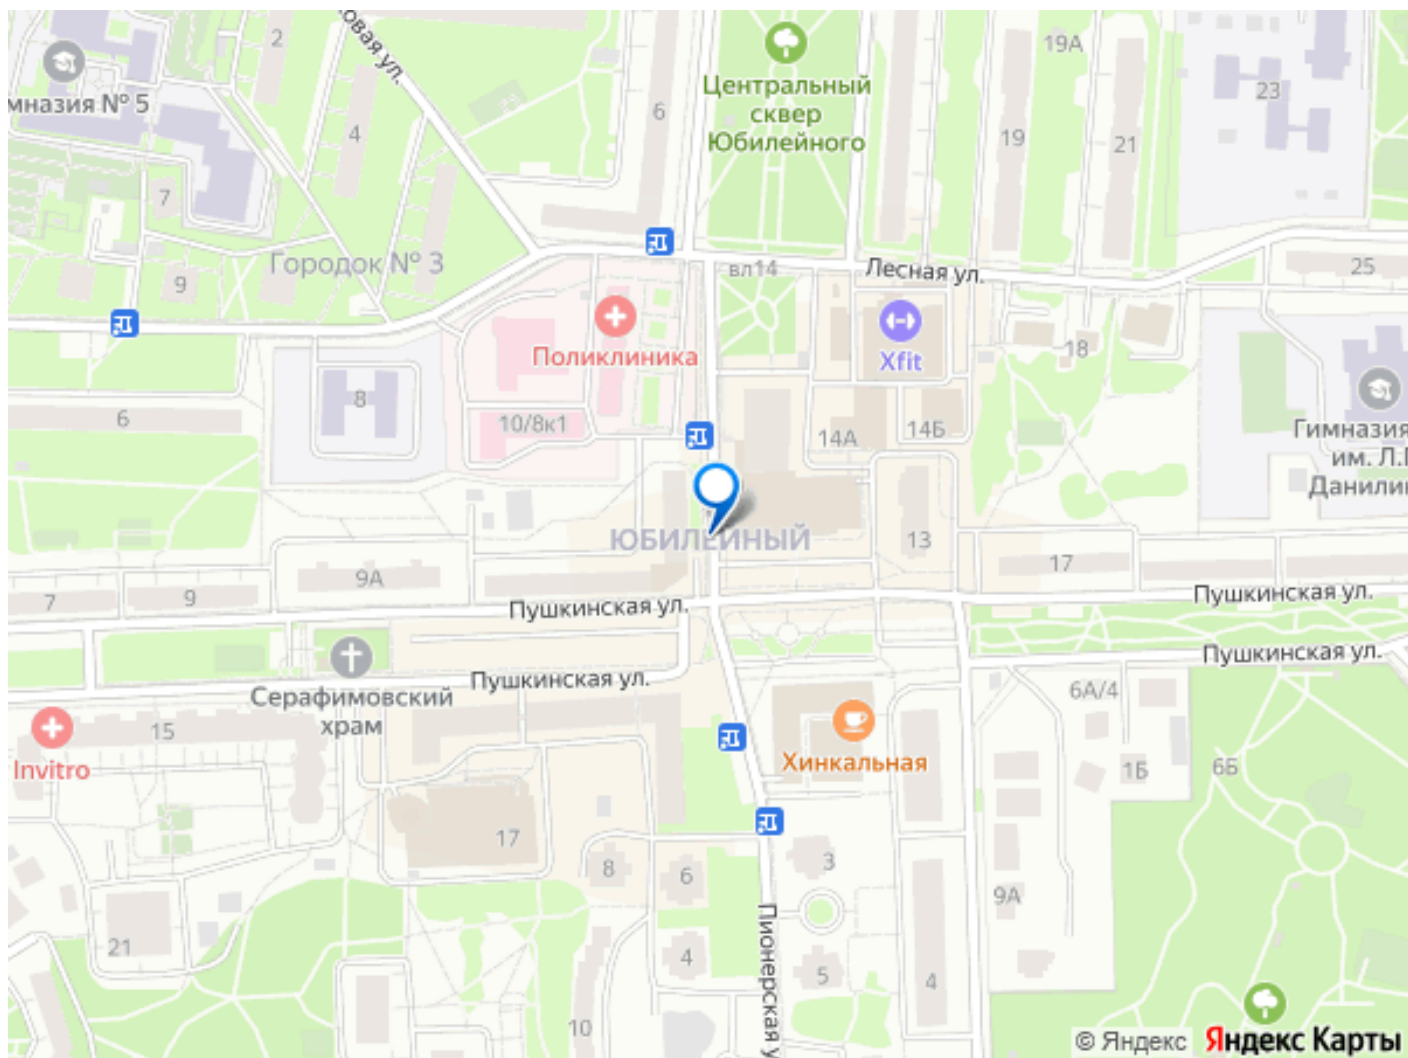 2
овая ул.
19А
23
мназия № 5
4
6
Центральный
сквер
Юбилейного
19
21
7
9
Городок № 3
вл14
Лесная ул.
25
Поликлиника
Xfit
18
8
6
10/8к1
14А
14Б
Гимназия
им. Л.П
Данилин
ЮБИЛЕЙНЫЙ
13
17
9А
7
9
Пушкинская ул.
Пушкинская ул.
Пушкинская ул.
Пушкинская ул.
Серафимовский
храм
6А/4
15
Invitro
Хинкальная
1Б
6Б
17
8
6
3
9А
21
4
5
4
10
Пионерская у
© Яндекс Яндекс Карты